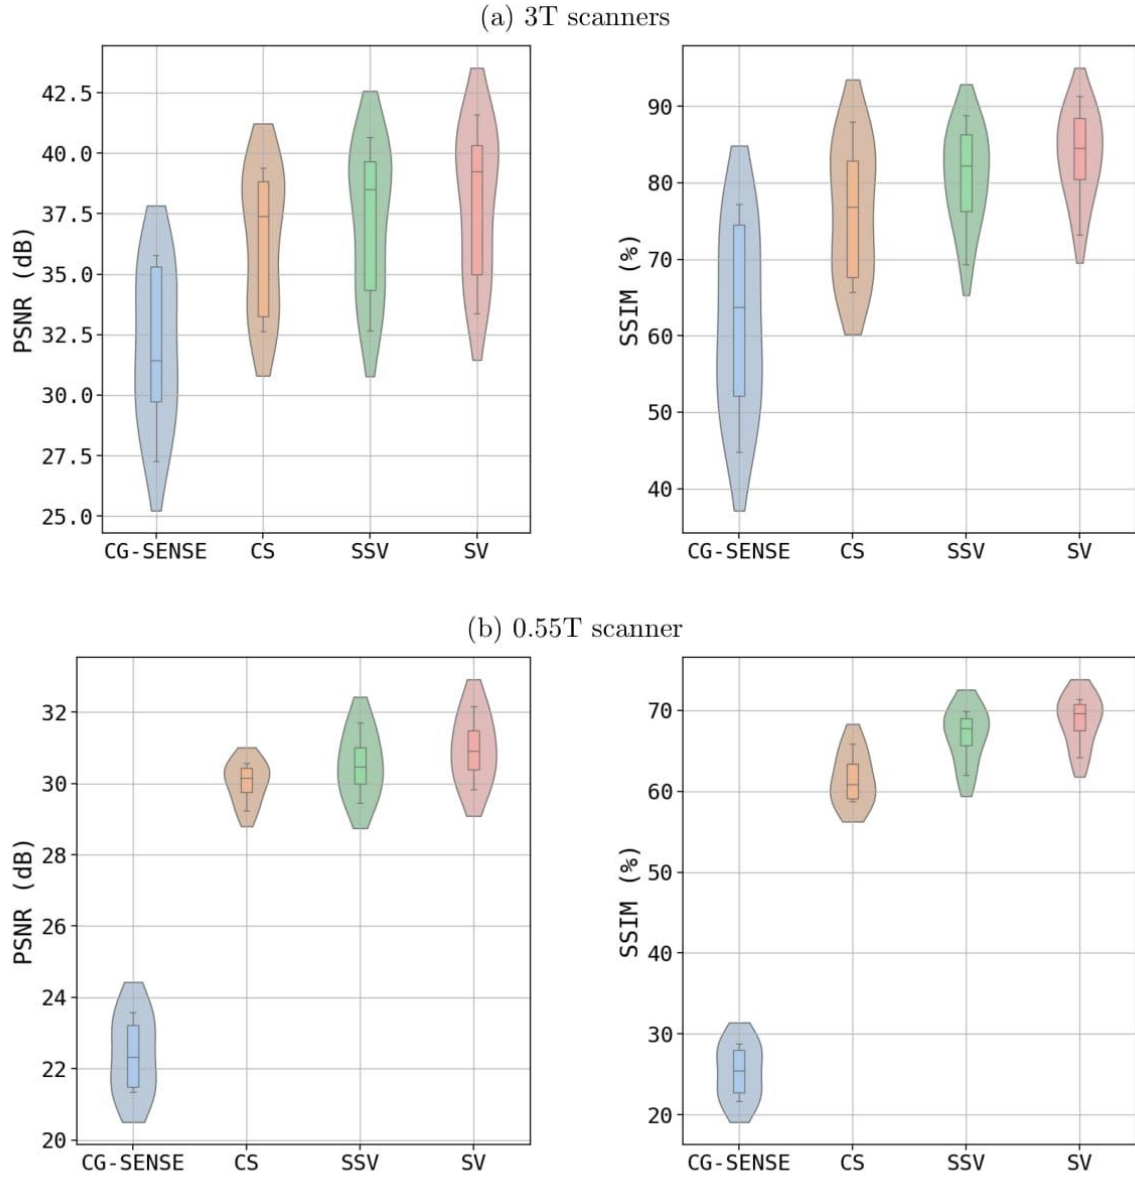 (a) 3T scanners
PSNR (dB)
42.5
40.0
37.5
35.0
32.5
30.0
27.5
25.0
CG-SENSE CS SSV SV
SSIM (%)
90
80
70
60
50
40
CG-SENSE CS SSV SV
(b) 0.55T scanner
PSNR (dB)
32
30
28
26
24
22
20
CG-SENSE CS SSV SV
SSIM (%)
70
60
50
40
30
20
CG-SENSE CS SSV SV